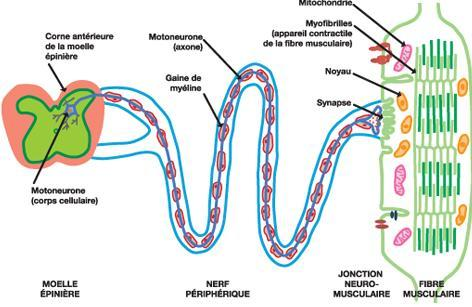 Mitochondrie
Corne antérieure
de la moelle
épinière
Motoneurone
(axone)
Myofibrilles
(appareil contractile
de la fibre musculaire)
Gaine de
myéline
Noyau
Synapse
Motoneurone
(corps cellulaire)
MOELLE
ÉPINIÈRE
NERF
PÉRIPHÉRIQUE
JONCTION
NEURO-
MUSCULAIRE
FIBRE
MUSCULAIRE